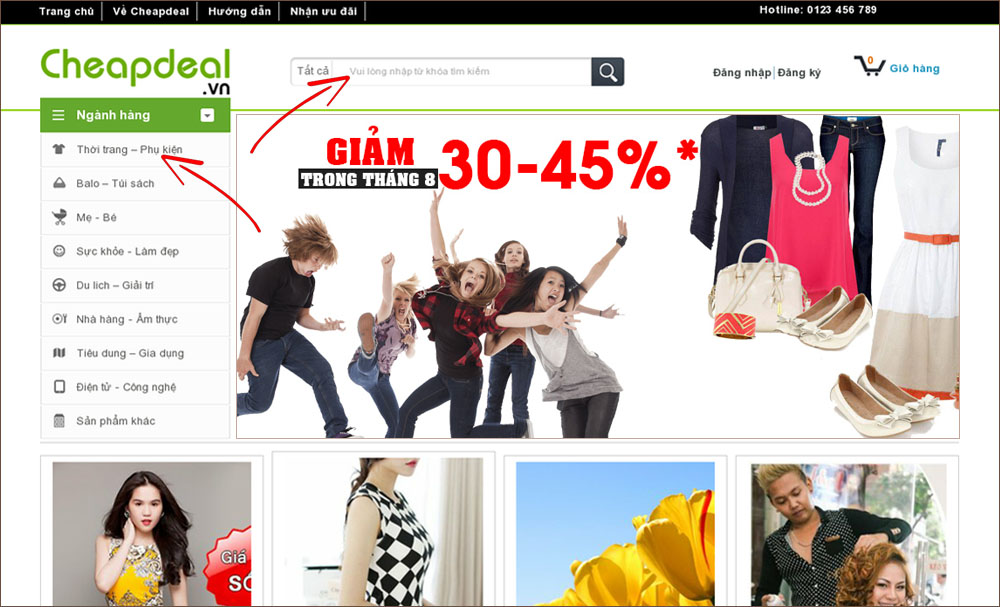 Trang chủ Về Cheapdeal Hướng dẫn Nhận ưu đãi Hotline: 0123 456 789
Cheapdeal
.vn
Tất cả Vui lòng nhập từ khóa tìm kiếm
Đăng nhập Đăng ký
0
Giỏ hàng
Ngành hàng
Thời trang – Phụ kiện
Balo – Túi sách
Mẹ - Bé
Sực khỏe - Làm đẹp
Du lich – Giải trí
Nhà hàng - Ẩm thực
Tiêu dung – Gia dụng
Điện tử - Công nghệ
Sản phẩm khác
GIẢM
TRONG THÁNG 8
30-45%*
Giá